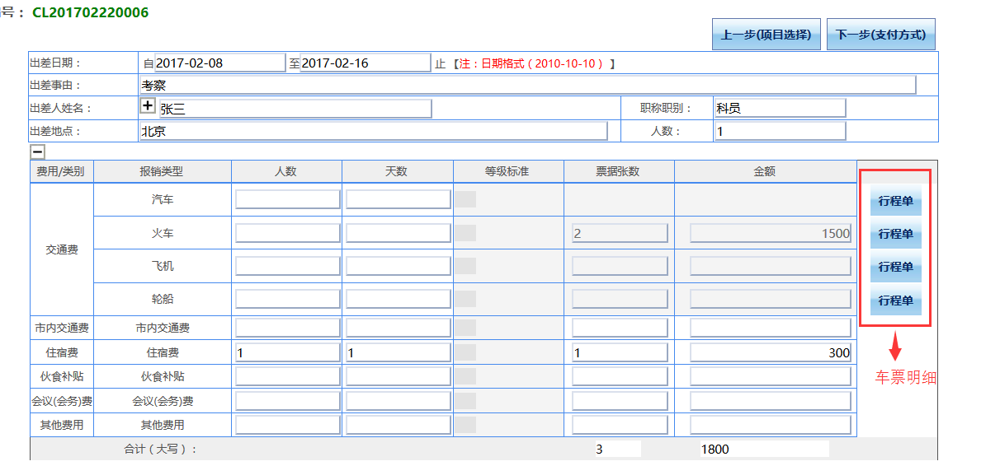 号： CL201702220006
上一步(项目选择) 下一步(支付方式)
出差日期： 自 2017-02-08 至 2017-02-16 止 【注：日期格式（2010-10-10）】
出差事由： 考察
出差人姓名： 张三 职称职别： 科员
出差地点： 北京 人数： 1
费用/类别 报销类型 人数 天数 等级标准 票据张数 金额
汽车 行程单
火车 2 1500 行程单
交通费
飞机 行程单
轮船 行程单
市内交通费 市内交通费
住宿费 住宿费 1 1 1 300
伙食补贴 伙食补贴
车票明细
会议(会务)费 会议(会务)费
其他费用 其他费用
合计（大写）： 3 1800